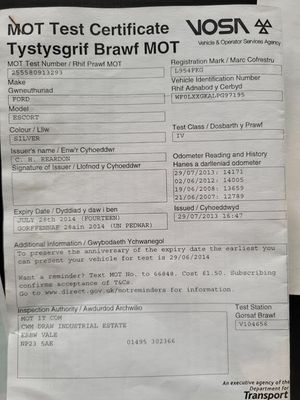 MOT Test Certificate
Tystysgrif Brawf MOT
VOSA
Vehicle & Operator Services Agency
MOT Test Number / Rhif Prawf MOT
255580913293
Registration Mark / Marc Cofrestru
L954PKG
Make
Gwneuthuriad
FORD
Vehicle Identification Number
Rhif Adnabod y Cerbyd
WF0LXXGKALPG97195
Model
ESCORT
Colour / Lliw
SILVER
Test Class / Dosbarth y Prawf
IV
Issuer's name / Enw'r Cyhoeddwr
C. H. REARDON
Signature of Issuer / Llofnod y Cyhoeddwr
Odometer Reading and History
Hanes a darlleniad odometer
29/07/2013: 14171
02/06/2012: 14005
19/06/2008: 13659
21/06/2007: 12789
Expiry Date / Dyddiad y daw i ben
JULY 28th 2014 (FOURTEEN)
GORFFENNAF 28ain 2014 (UN PEDWAR)
Issued / Cyhoeddwyd
29/07/2013 16:47
Additional Information / Gwybodaeth Ychwanegol
To preserve the anniversary of the expiry date the earliest you
can present your vehicle for test is 29/06/2014
Want a reminder? Text MOT No. to 66848. Cost £1.50. Subscribing
confirms acceptance of T&Cs.
Go to www.direct.gov.uk/motreminders for information.
Inspection Authority / Awdurdod Archwilio
MOT IT COM
CWM DRAW INDUSTRIAL ESTATE
EBBW VALE
NP23 5AE 01495 302366
Test Station
Gorsaf Brawf
V104656
An executive agency of the
Department for
Transport